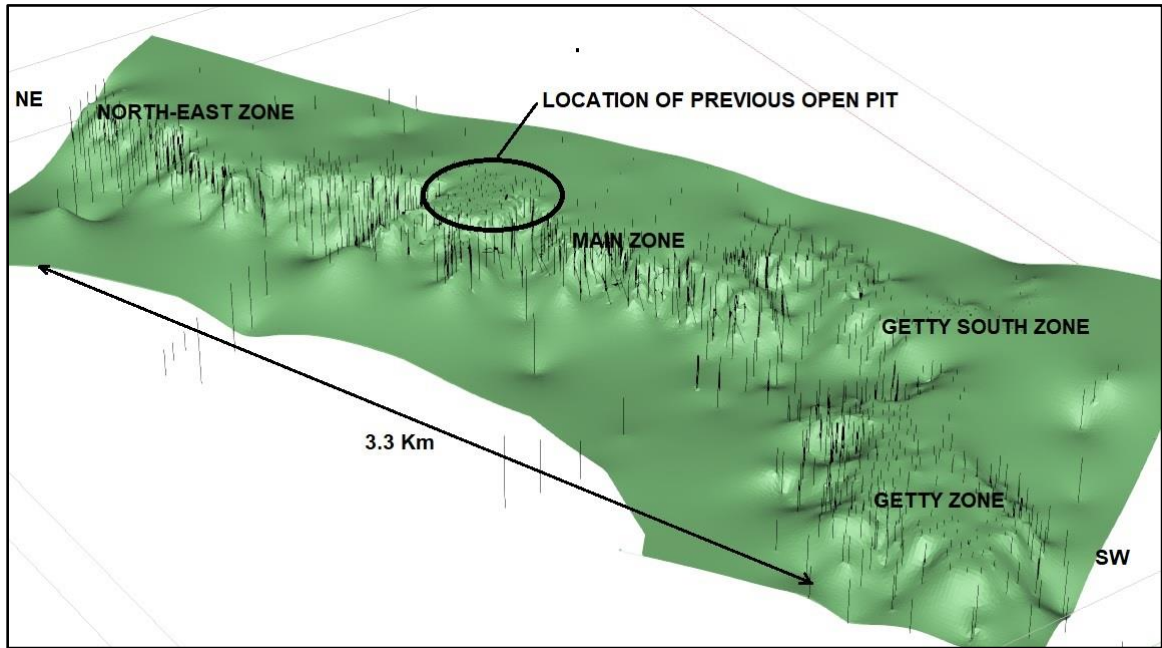 NE
NORTH-EAST ZONE
LOCATION OF PREVIOUS OPEN PIT
MAIN ZONE
GETTY SOUTH ZONE
3.3 Km
GETTY ZONE
SW